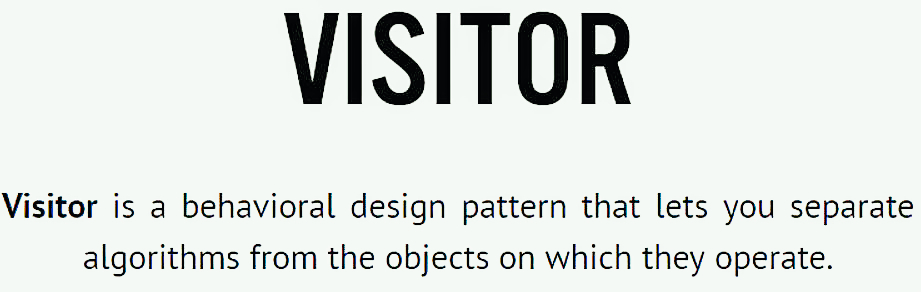 VISITOR
Visitor is a behavioral design pattern that lets you separate
algorithms from the objects on which they operate.